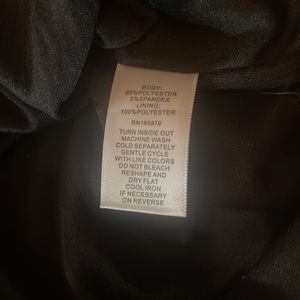 BODY:
95%POLYESTER
5%SPANDEX
LINING:
100%POLYESTER
RN165979
TURN INSIDE OUT
MACHINE WASH
COLD SEPARATELY
GENTLE CYCLE
WITH LIKE COLORS
DO NOT BLEACH
RESHAPE AND
DRY FLAT
COOL IRON
IF NECESSARY
ON REVERSE